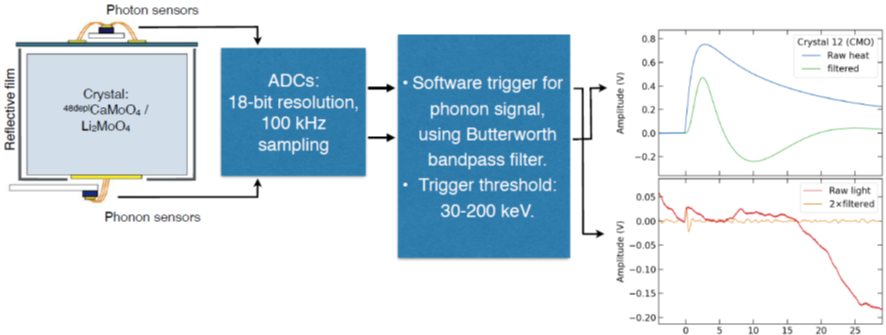 Photon sensors
Reflective film
Crystal:
⁴⁸ᵈᵉᵖˡCaMoO₄ /
Li₂MoO₄
Phonon sensors
ADCs:
18-bit resolution,
100 kHz
sampling
• Software trigger for
phonon signal,
using Butterworth
bandpass filter.
• Trigger threshold:
30-200 keV.
Amplitude (V)
0.8
0.6
0.4
0.2
0.0
−0.2
Crystal 12 (CMO)
Raw heat
filtered
Amplitude (V)
0.05
0.00
−0.05
−0.10
−0.15
−0.20
Raw light
2×filtered
0 5 10 15 20 25